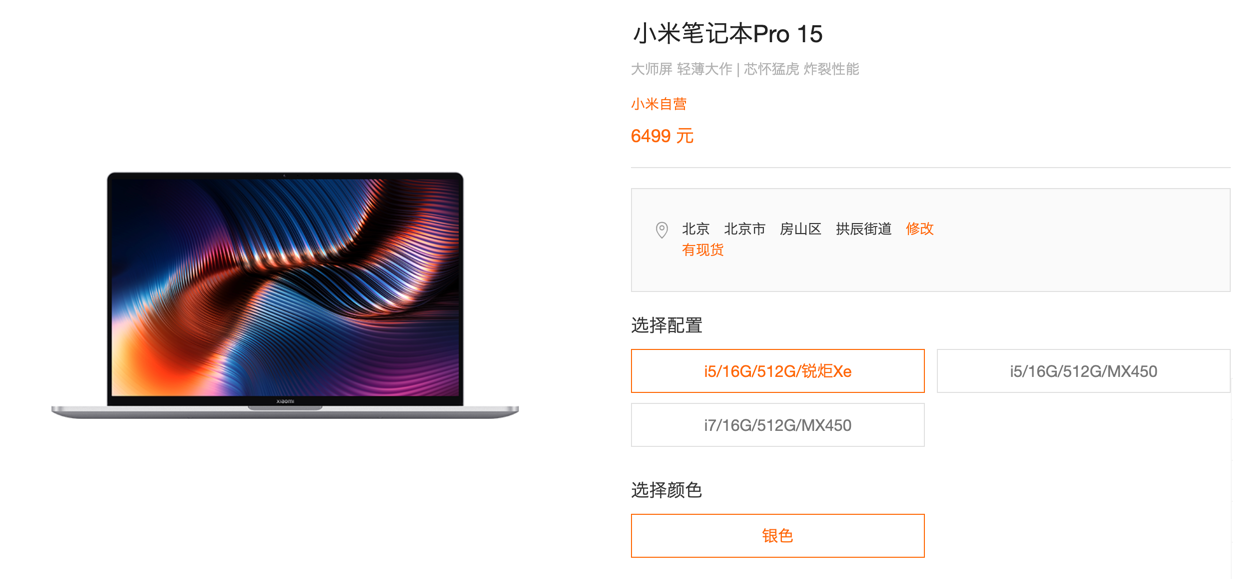 小米笔记本Pro 15
大师屏 轻薄大作 | 芯怀猛虎 炸裂性能
小米自营
6499 元
北京 北京市 房山区 拱辰街道 修改
有现货
选择配置
i5/16G/512G/锐炬Xe
i5/16G/512G/MX450
i7/16G/512G/MX450
选择颜色
银色
xiaomi